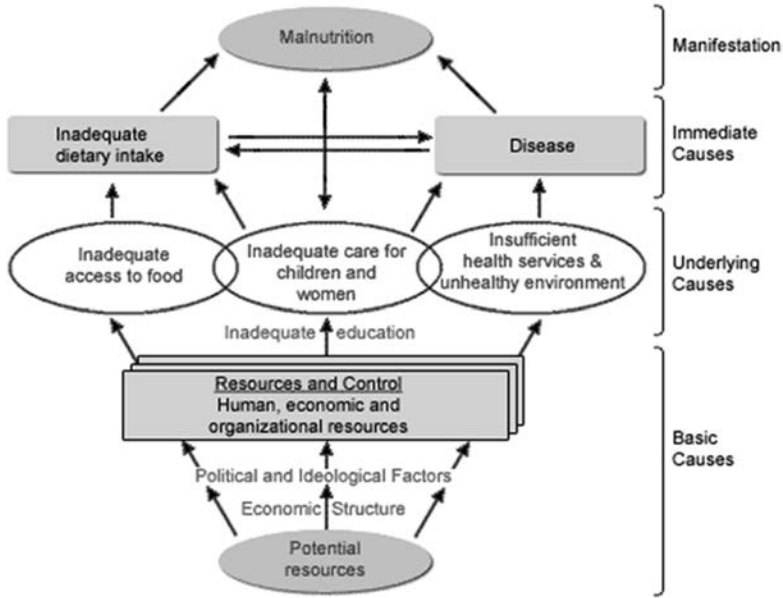 Malnutrition
Manifestation
Inadequate
dietary intake
Disease
Immediate
Causes
Inadequate
access to food
Inadequate care for
children and
women
Insufficient
health services &
unhealthy environment
Underlying
Causes
Inadequate education
Resources and Control
Human, economic and
organizational resources
Political and Ideological Factors
Economic Structure
Potential
resources
Basic
Causes